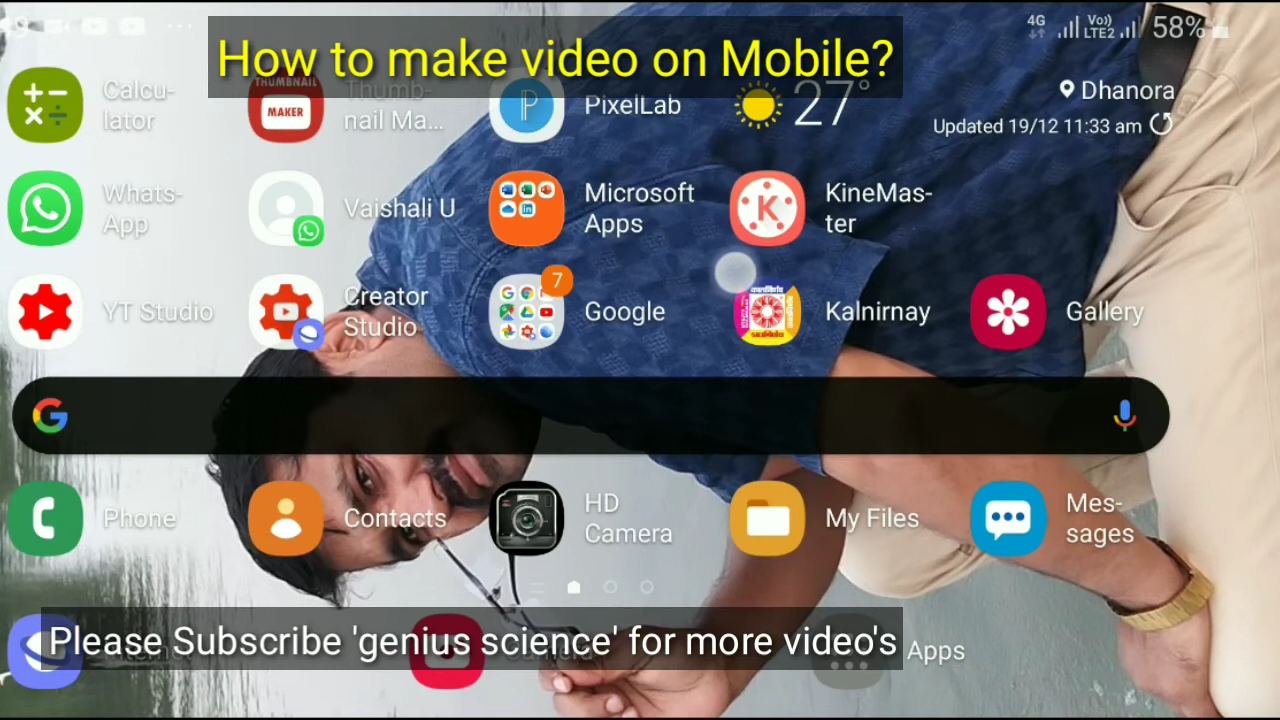 4G
Vo))
LTE2
58%
How to make video on Mobile?
Calcu-
lator
THUMBNAIL
MAKER
Thumb-
nail Ma...
P
PixelLab
27°
Dhanora
Updated 19/12 11:33 am
Whats-
App
Vaishali U
Microsoft
Apps
K
KineMas-
ter
YT Studio
Creator
Studio
7
Google
Kalnirnay
Gallery
G
Phone
Contacts
HD
Camera
My Files
Mes-
sages
Please Subscribe 'genius science' for more video's
Apps